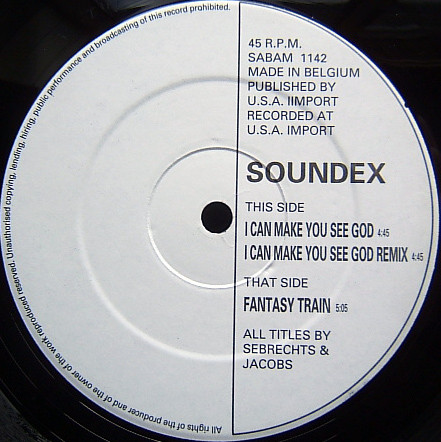 45 R.P.M.
SABAM 1142
MADE IN BELGIUM
PUBLISHED BY
U.S.A. IIMPORT
RECORDED AT
U.S.A. IMPORT
SOUNDEX
THIS SIDE
I CAN MAKE YOU SEE GOD 4:45
I CAN MAKE YOU SEE GOD REMIX 4:45
THAT SIDE
FANTASY TRAIN 5:05
ALL TITLES BY
SEBRECHTS &
JACOBS
All rights of the producer and of the owner of the work reproduced reserved. Unauthorised copying, lending, hiring, public performance and broadcasting of this record prohibited.